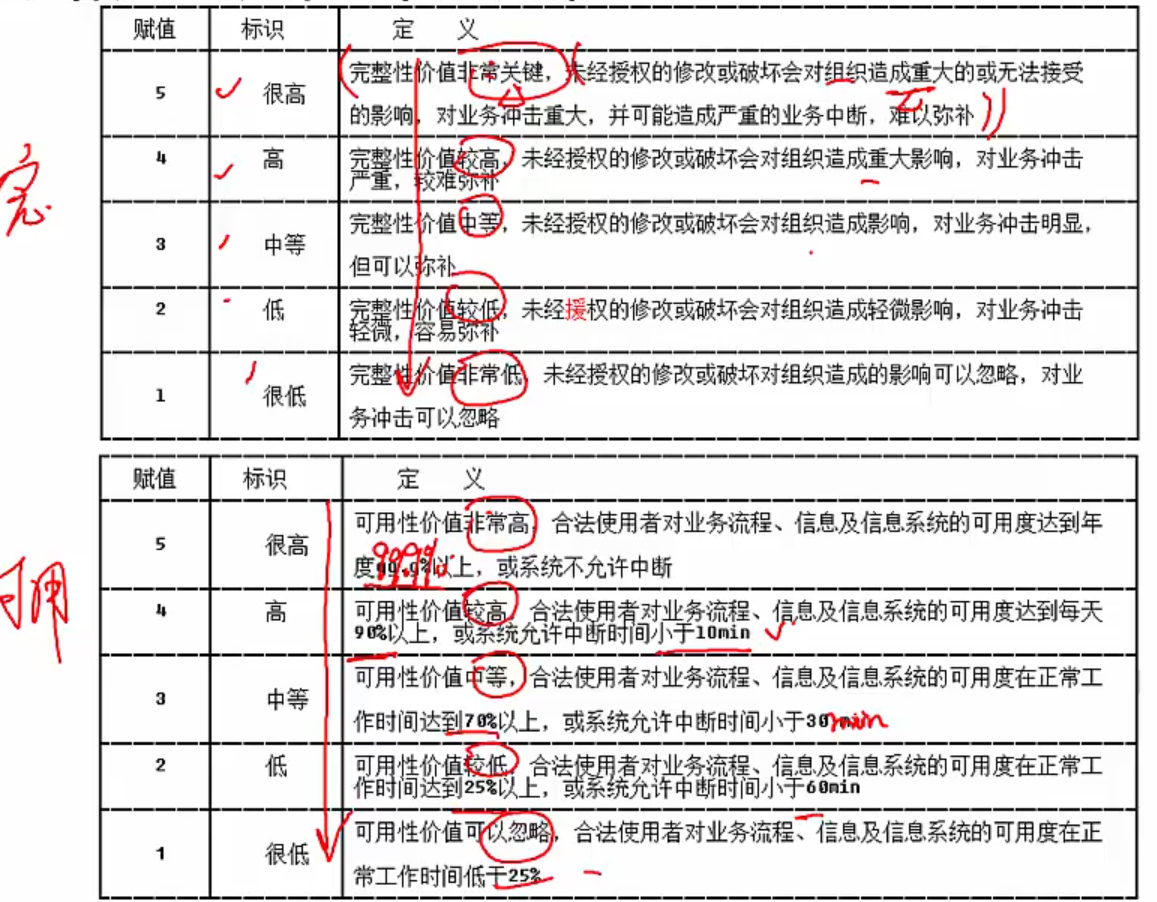 赋值 标识 定 义
5 很高 完整性价值非常关键，未经授权的修改或破坏会对组织造成重大的或无法接受
的影响，对业务冲击重大，并可能造成严重的业务中断，难以弥补
4 高 完整性价值较高，未经授权的修改或破坏会对组织造成重大影响，对业务冲击
严重，较难弥补
3 中等 完整性价值中等，未经授权的修改或破坏会对组织造成影响，对业务冲击明显，
但可以弥补
2 低 完整性价值较低，未经援权的修改或破坏会对组织造成轻微影响，对业务冲击
轻微，容易弥补
1 很低 完整性价值非常低，未经授权的修改或破坏对组织造成的影响可以忽略，对业
务冲击可以忽略
完
赋值 标识 定 义
5 很高 可用性价值非常高，合法使用者对业务流程、信息及信息系统的可用度达到年
度99.9%以上，或系统不允许中断
99.9%
4 高 可用性价值较高，合法使用者对业务流程、信息及信息系统的可用度达到每天
90%以上，或系统允许中断时间小于10min
3 中等 可用性价值中等，合法使用者对业务流程、信息及信息系统的可用度在正常工
作时间达到70%以上，或系统允许中断时间小于30min
2 低 可用性价值较低，合法使用者对业务流程、信息及信息系统的可用度在正常工
作时间达到25%以上，或系统允许中断时间小于60min
1 很低 可用性价值可以忽略，合法使用者对业务流程、信息及信息系统的可用度在正
常工作时间低于25%
可用